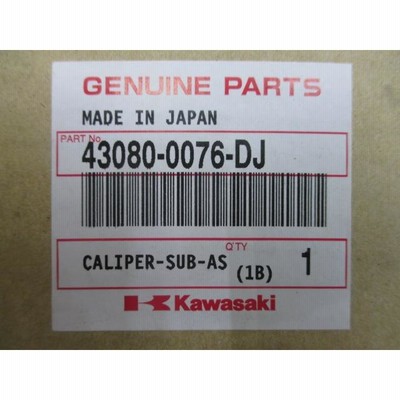 GENUINE PARTS
MADE IN JAPAN
PART No.
43080-0076-DJ
Q'TY
CALIPER-SUB-AS (1B) 1
Kawasaki